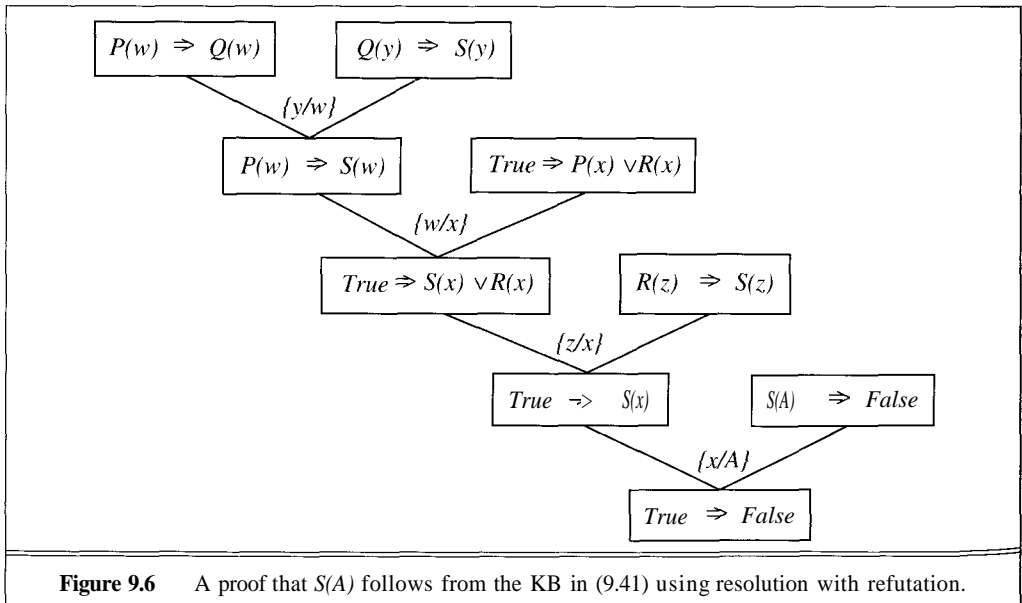 P(w) ⇒ Q(w)
Q(y) ⇒ S(y)
{y/w}
P(w) ⇒ S(w)
True ⇒ P(x) ∨R(x)
{w/x}
True ⇒ S(x) ∨R(x)
R(z) ⇒ S(z)
{z/x}
True -> S(x)
S(A) ⇒ False
{x/A}
True ⇒ False
Figure 9.6 A proof that S(A) follows from the KB in (9.41) using resolution with refutation.